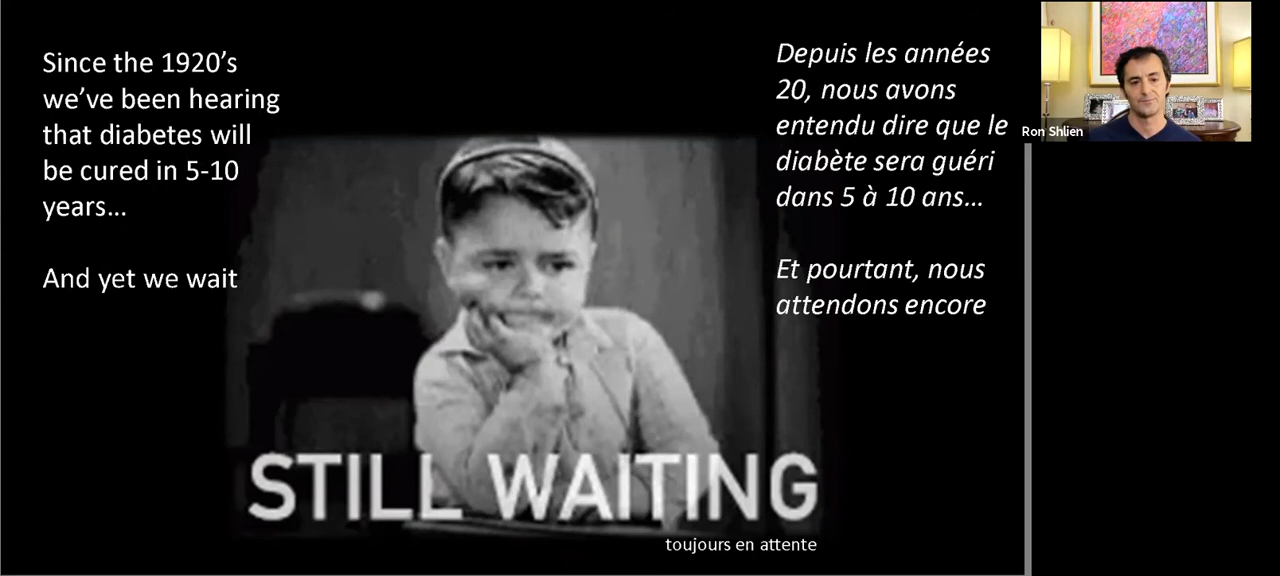 Since the 1920’s
we’ve been hearing
that diabetes will
be cured in 5-10
years…
And yet we wait
Depuis les années
20, nous avons
entendu dire que le
diabète sera guéri
dans 5 à 10 ans…
Et pourtant, nous
attendons encore
Ron Shlien
STILL WAITING
toujours en attente